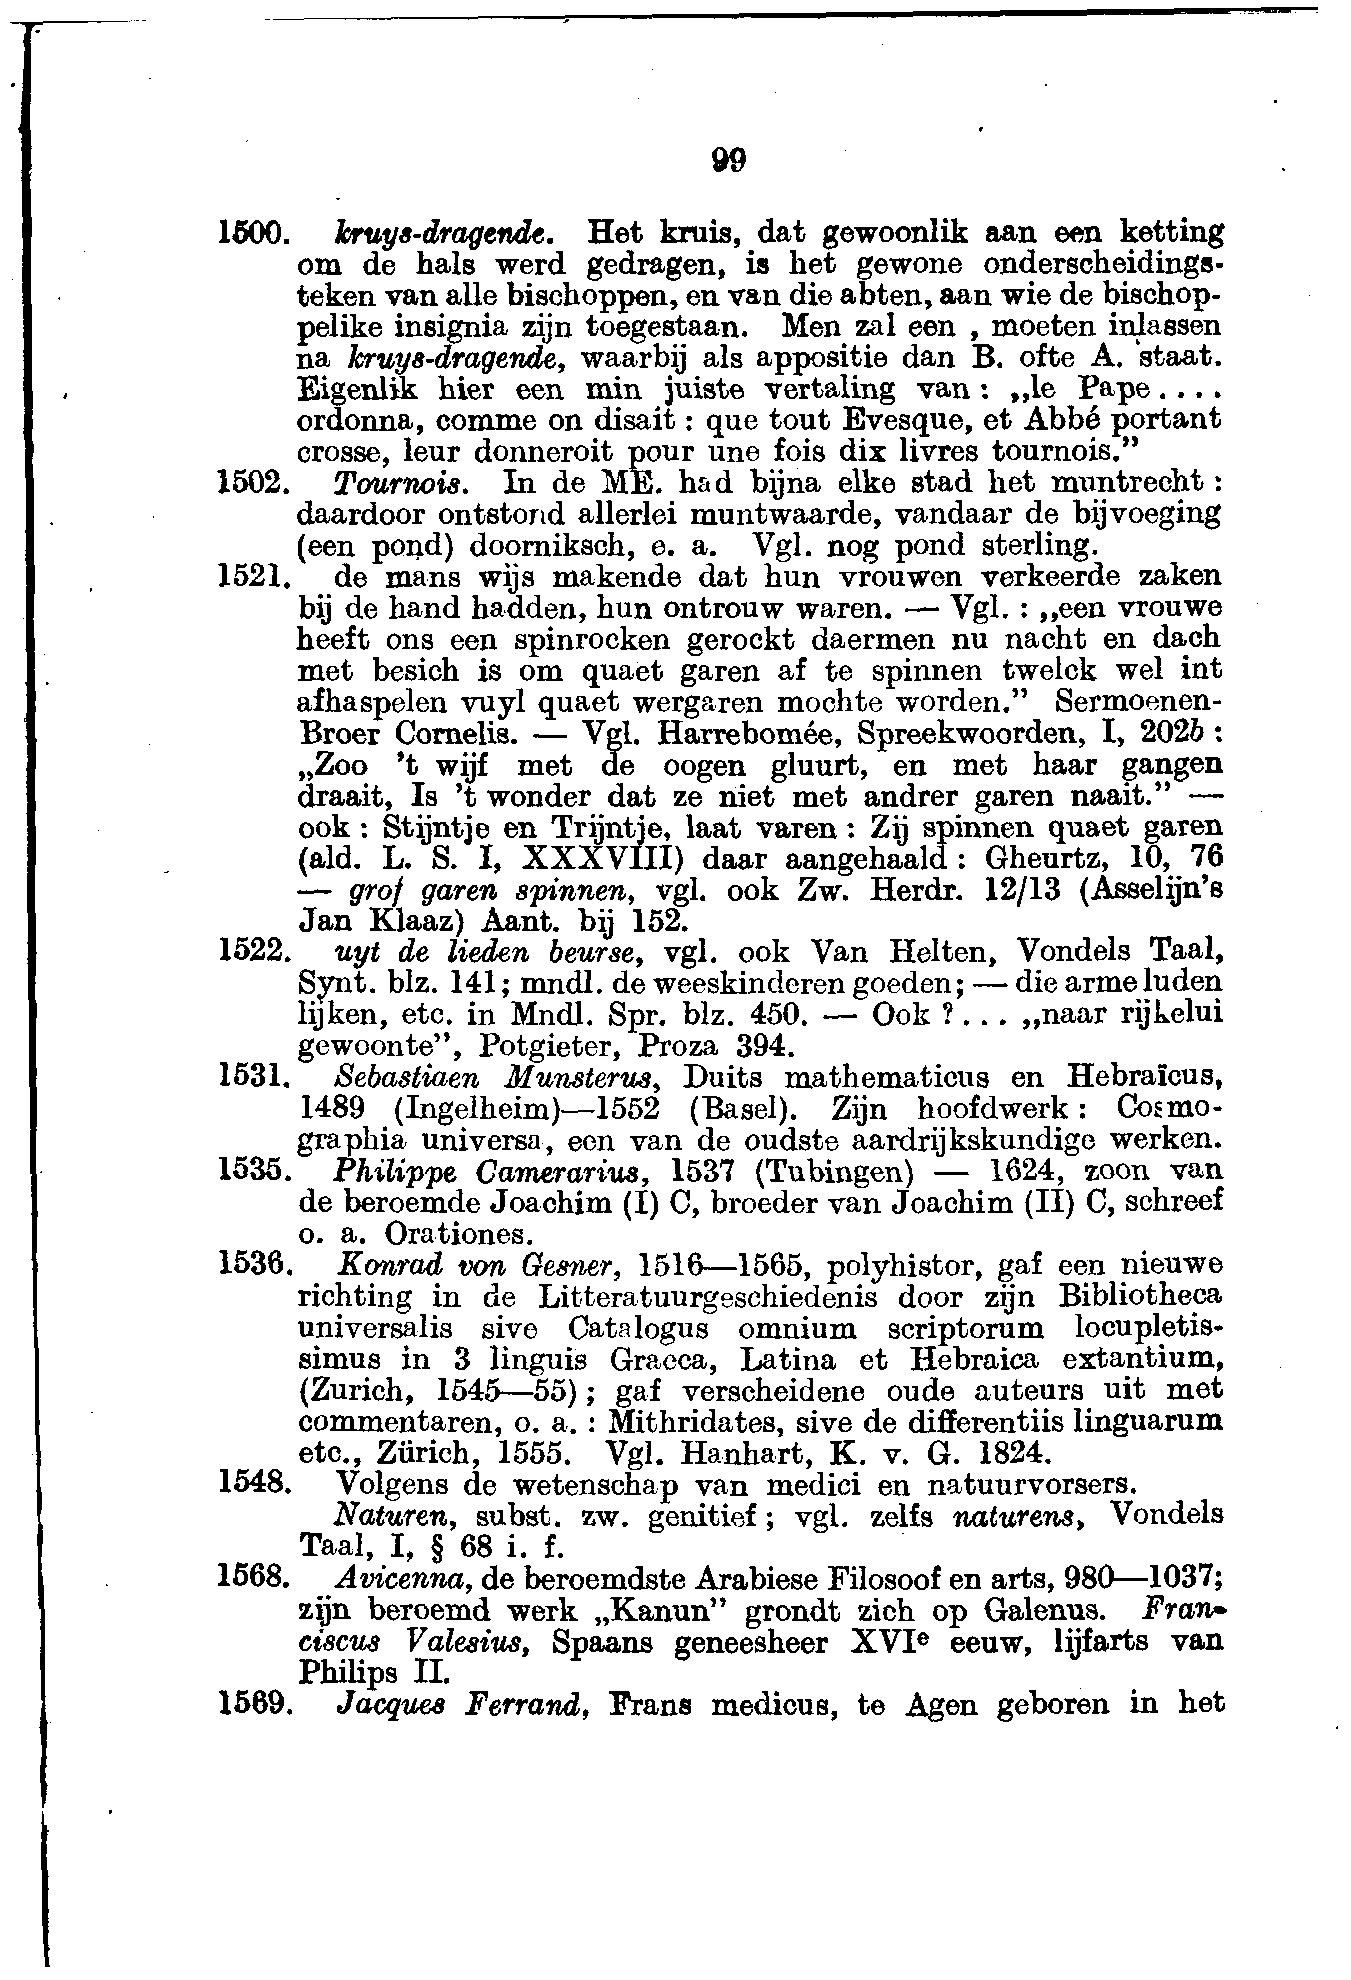 99
1500. kruys-dragende. Het kruis, dat gewoonlik aan een ketting
om de hals werd gedragen, is het gewone onderscheidings-
teken van alle bischoppen, en van die abten, aan wie de bischop-
pelike insignia zijn toegestaan. Men zal een , moeten inlassen
na kruys-dragende, waarbij als appositie dan B. ofte A. staat.
Eigenlik hier een min juiste vertaling van : „le Pape....
ordonna, comme on disait : que tout Evesque, et Abbé portant
crosse, leur donneroit pour une fois dix livres tournois.”
1502. Tournois. In de ME. had bijna elke stad het muntrecht :
daardoor ontstond allerlei muntwaarde, vandaar de bijvoeging
(een pond) doorniksch, e. a. Vgl. nog pond sterling.
1521. de mans wijs makende dat hun vrouwen verkeerde zaken
bij de hand hadden, hun ontrouw waren. — Vgl. : „een vrouwe
heeft ons een spinrocken gerockt daermen nu nacht en dach
met besich is om quaet garen af te spinnen twelck wel int
afhaspelen vuyl quaet wergaren mochte worden.” Sermoenen-
Broer Cornelis. — Vgl. Harrebomée, Spreekwoorden, I, 202b :
„Zoo ’t wijf met de oogen gluurt, en met haar gangen
draait, Is ’t wonder dat ze niet met andrer garen naait.” —
ook : Stijntje en Trijntje, laat varen : Zij spinnen quaet garen
(ald. L. S. I, XXXVIII) daar aangehaald : Gheurtz, 10, 76
— grof garen spinnen, vgl. ook Zw. Herdr. 12/13 (Asselijn’s
Jan Klaaz) Aant. bij 152.
1522. uyt de lieden beurse, vgl. ook Van Helten, Vondels Taal,
Synt. blz. 141; mndl. de weeskinderen goeden; — die arme luden
lijken, etc. in Mndl. Spr. blz. 450. — Ook ?... „naar rijkelui
gewoonte”, Potgieter, Proza 394.
1531. Sebastiaen Munsterus, Duits mathematicus en Hebraïcus,
1489 (Ingelheim)—1552 (Basel). Zijn hoofdwerk : Cosmo-
graphia universa, een van de oudste aardrijkskundige werken.
1535. Philippe Camerarius, 1537 (Tubingen) — 1624, zoon van
de beroemde Joachim (I) C, broeder van Joachim (II) C, schreef
o. a. Orationes.
1536. Konrad von Gesner, 1516—1565, polyhistor, gaf een nieuwe
richting in de Litteratuurgeschiedenis door zijn Bibliotheca
universalis sive Catalogus omnium scriptorum locupletis-
simus in 3 linguis Graeca, Latina et Hebraica extantium,
(Zurich, 1545—55) ; gaf verscheidene oude auteurs uit met
commentaren, o. a. : Mithridates, sive de differentiis linguarum
etc., Zürich, 1555. Vgl. Hanhart, K. v. G. 1824.
1548. Volgens de wetenschap van medici en natuurvorsers.
Naturen, subst. zw. genitief ; vgl. zelfs naturens, Vondels
Taal, I, § 68 i. f.
1568. Avicenna, de beroemdste Arabiese Filosoof en arts, 980—1037;
zijn beroemd werk „Kanun” grondt zich op Galenus. Fran-
ciscus Valesius, Spaans geneesheer XVIe eeuw, lijfarts van
Philips II.
1569. Jacques Ferrand, Frans medicus, te Agen geboren in het